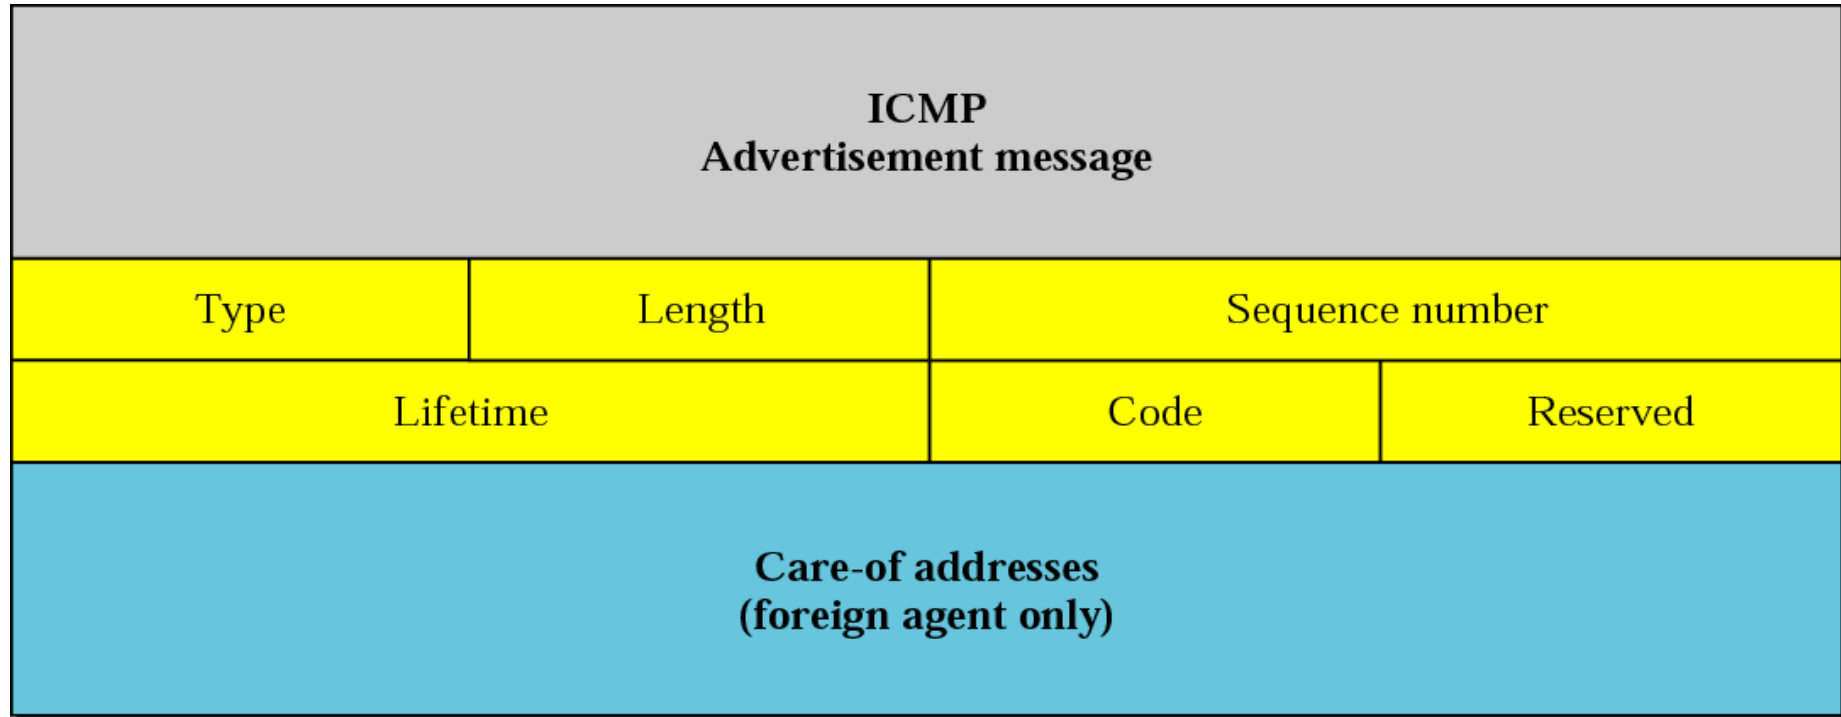 ICMP
Advertisement message
Type Length Sequence number
Lifetime Code Reserved
Care-of addresses
(foreign agent only)